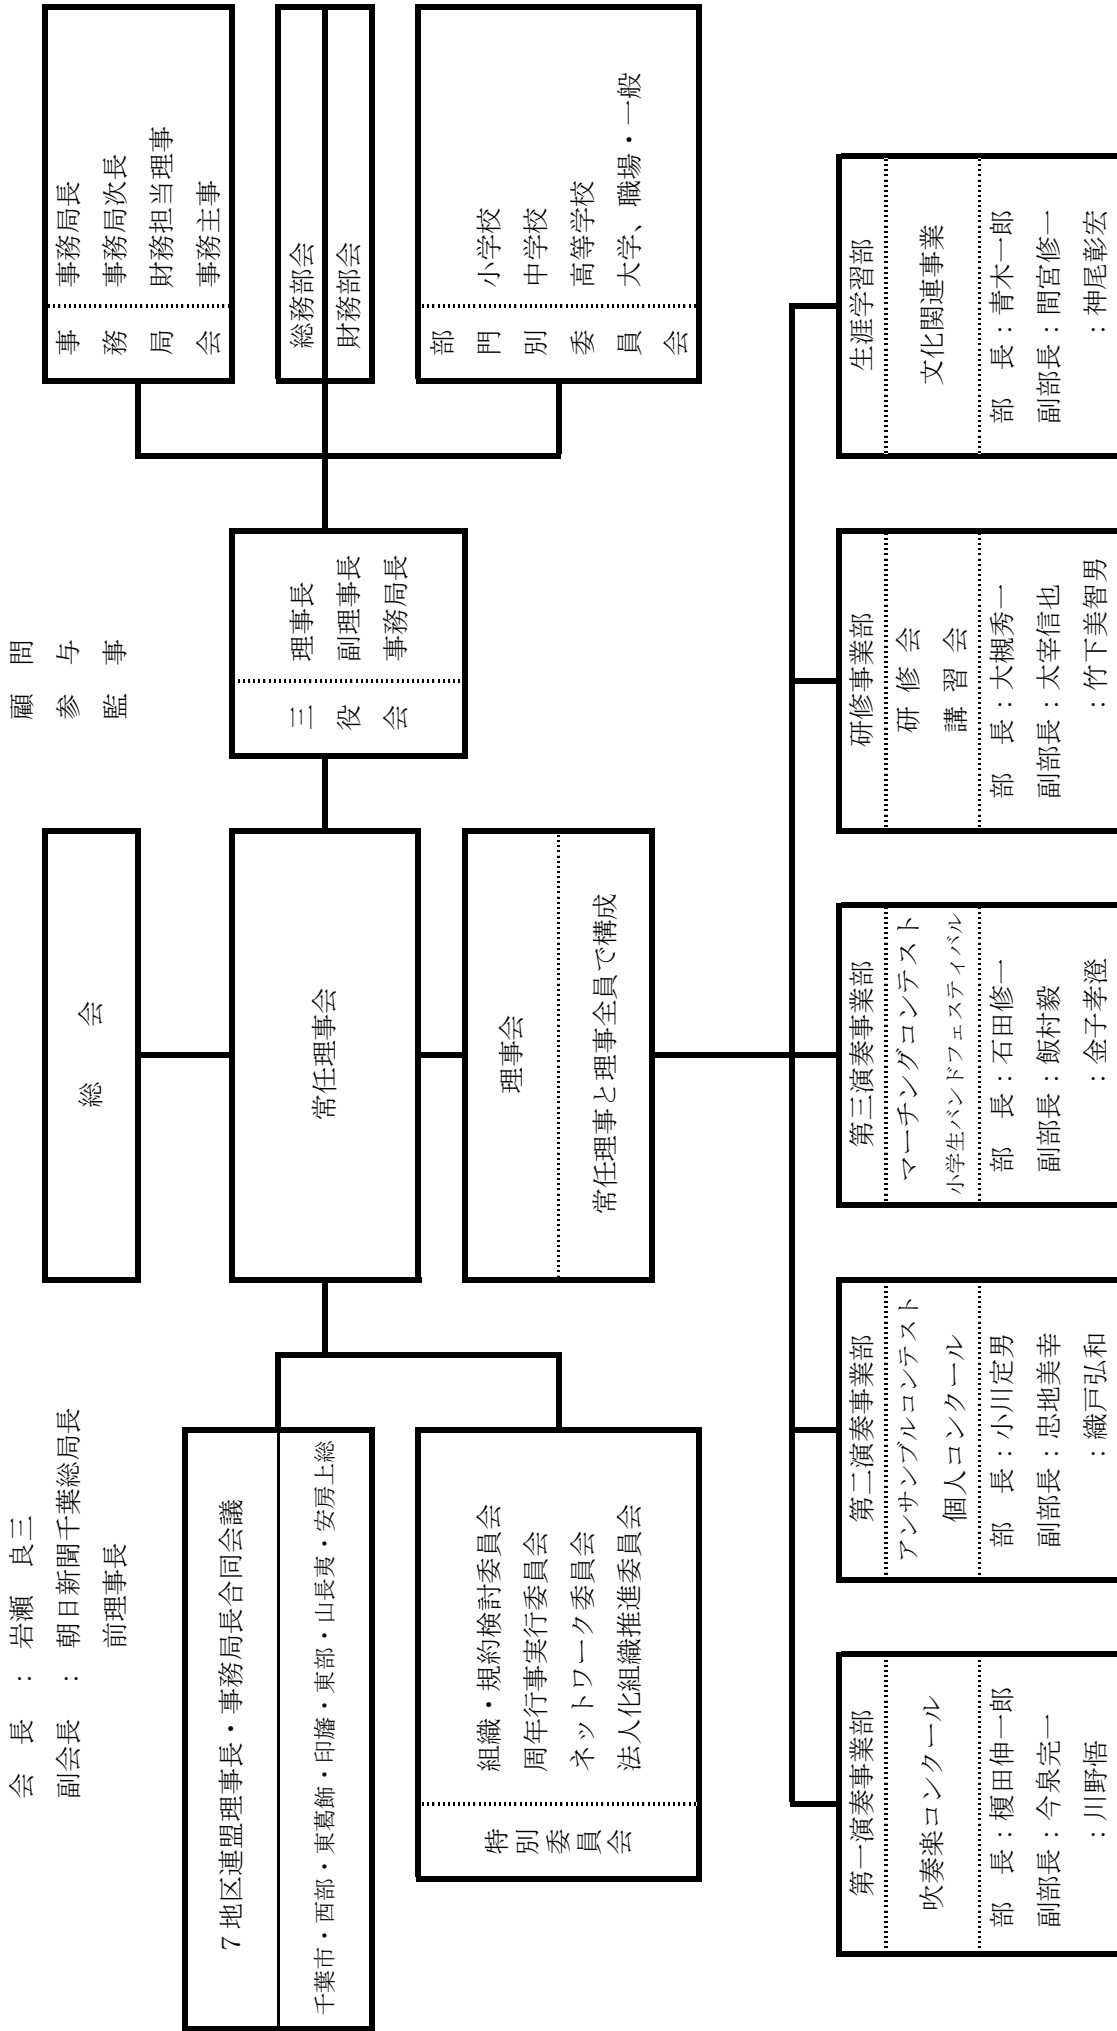 会　長　：　岩瀬　良三
副会長　：　朝日新聞千葉総局長
前理事長
顧　問
参　与
監　事
総　会
事務局会
事務局長
事務局次長
財務担当理事
事務主事
７地区連盟理事長・事務局長合同会議
千葉市・西部・東葛飾・印旛・東部・山長夷・安房上総
常任理事会
三役会
理事長
副理事長
事務局長
総務部会
財務部会
特別委員会
組織・規約検討委員会
周年行事実行委員会
ネットワーク委員会
法人化組織推進委員会
理事会
常任理事と理事全員で構成
部門別委員会
小学校
中学校
高等学校
大学、職場・一般
第一演奏事業部
吹奏楽コンクール
部　長：榎田伸一郎
副部長：今泉完一
：川野悟
第二演奏事業部
アンサンブルコンテスト
個人コンクール
部　長：小川定男
副部長：忠地美幸
：織戸弘和
第三演奏事業部
マーチングコンテスト
小学生バンドフェスティバル
部　長：石田修一
副部長：飯村毅
：金子孝澄
研修事業部
研 修 会
講 習 会
部　長：大槻秀一
副部長：太宰信也
：竹下美智男
生涯学習部
文化関連事業
部　長：青木一郎
副部長：間宮修一
：神尾彰宏